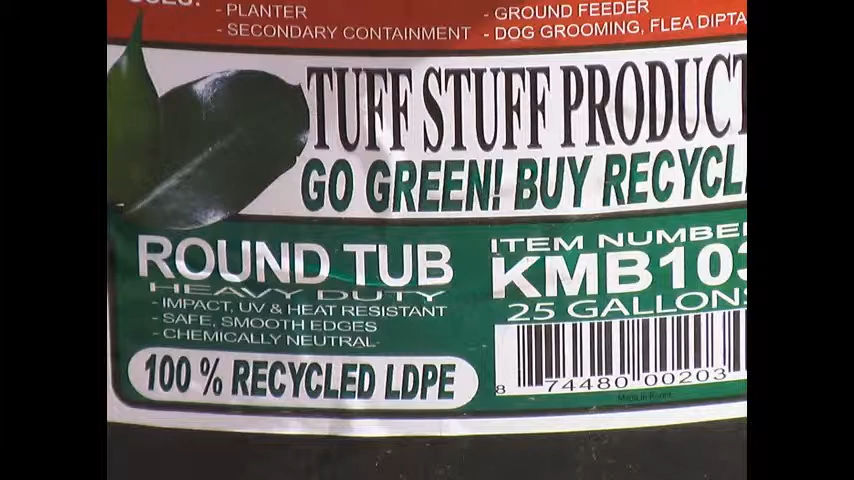 - PLANTER
- SECONDARY CONTAINMENT
- GROUND FEEDER
- DOG GROOMING, FLEA DIPTA
TUFF STUFF PRODUCT
GO GREEN! BUY RECYCL
ROUND TUB
HEAVY DUTY
- IMPACT, UV & HEAT RESISTANT
- SAFE, SMOOTH EDGES
- CHEMICALLY NEUTRAL
100 % RECYCLED LDPE
ITEM NUMBE
KMB103
25 GALLON
8 74480 00203